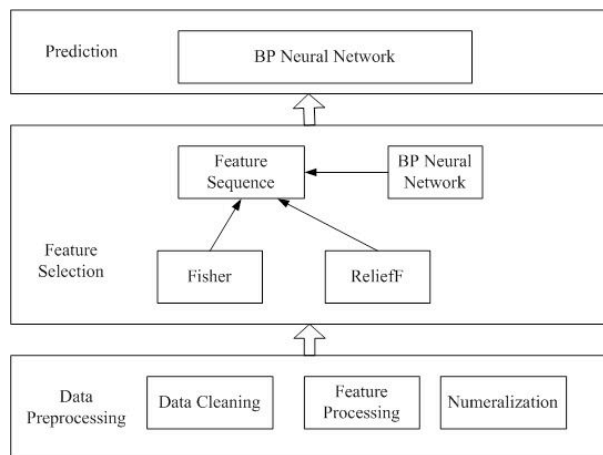 Prediction
BP Neural Network
Feature
Sequence
BP Neural
Network
Feature
Selection
Fisher
ReliefF
Data
Preprocessing
Data Cleaning
Feature
Processing
Numeralization